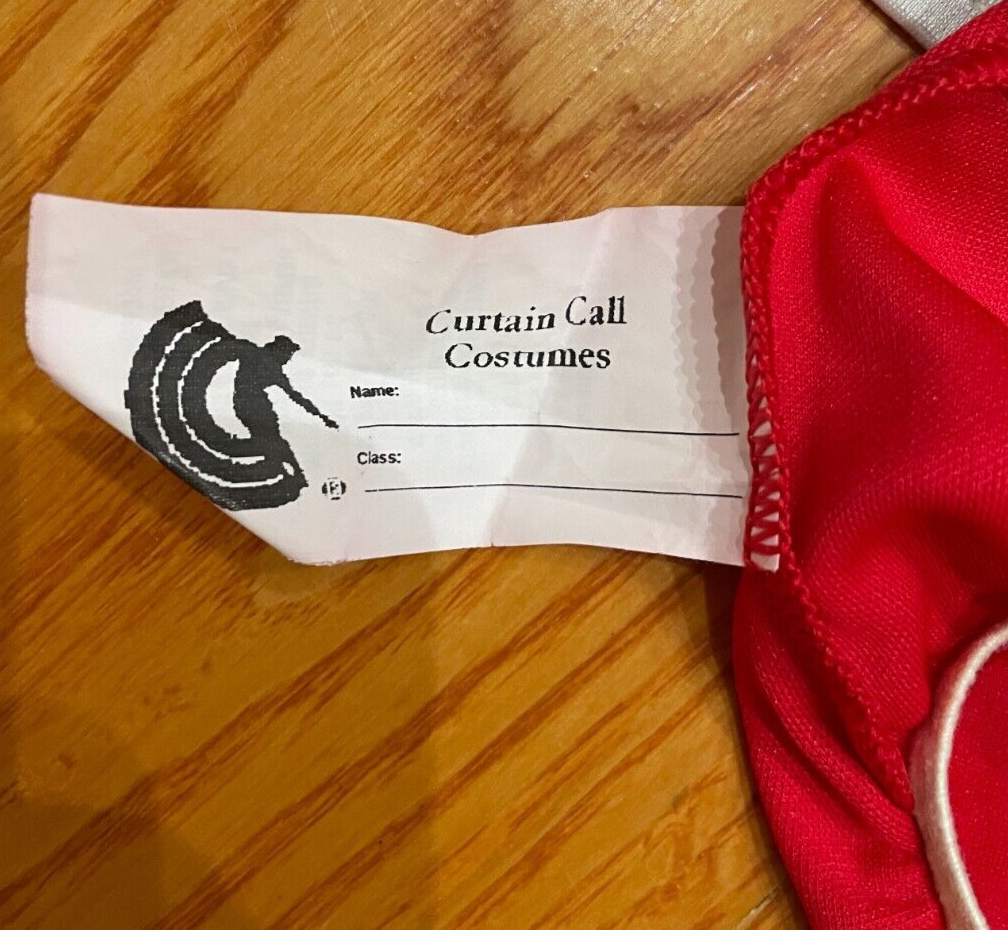 Curtain Call
Costumes
Name:
Class:
®